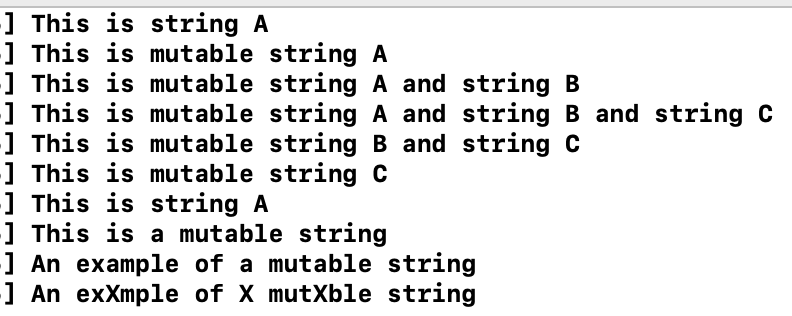 ] This is string A
] This is mutable string A
] This is mutable string A and string B
] This is mutable string A and string B and string C
] This is mutable string B and string C
] This is mutable string C
] This is string A
] This is a mutable string
] An example of a mutable string
] An exXmple of X mutXble string